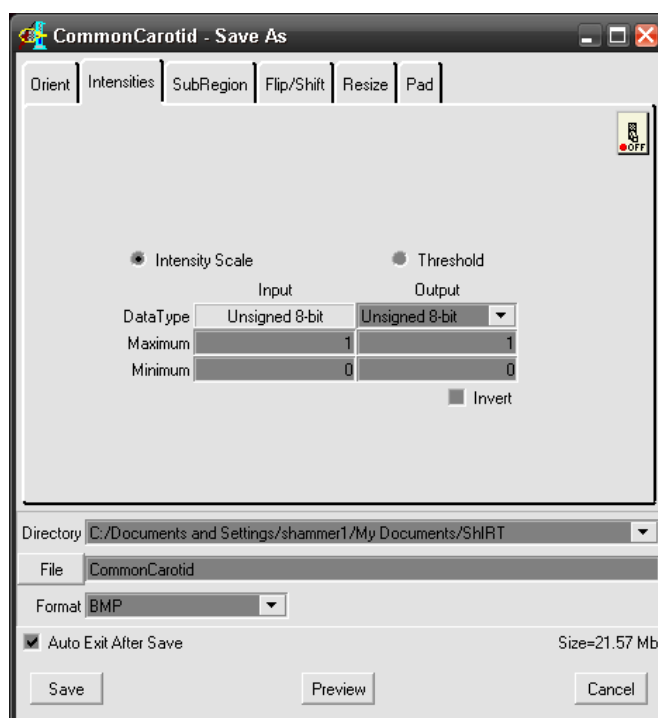 CommonCarotid - Save As
Orient Intensities SubRegion Flip/Shift Resize Pad
OFF
Intensity Scale Threshold
Input Output
DataType Unsigned 8-bit Unsigned 8-bit
Maximum 1 1
Minimum 0 0
Invert
Directory C:/Documents and Settings/shammer1/My Documents/ShIRT
File CommonCarotid
Format BMP
Auto Exit After Save Size=21.57 Mb
Save Preview Cancel